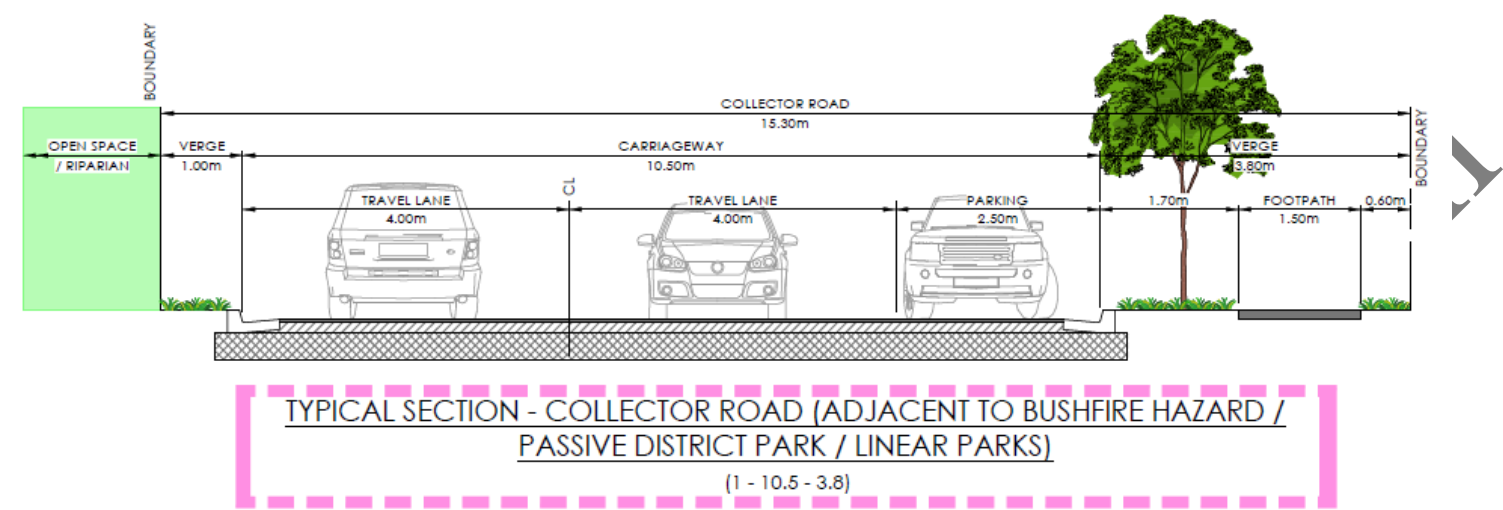 BOUNDARY
COLLECTOR ROAD
15.30m
BOUNDARY
OPEN SPACE
/ RIPARIAN
VERGE
1.00m
CARRIAGEWAY
10.50m
VERGE
3.80m
CL
TRAVEL LANE
4.00m
TRAVEL LANE
4.00m
PARKING
2.50m
1.70m
FOOTPATH
1.50m
0.60m
TYPICAL SECTION - COLLECTOR ROAD (ADJACENT TO BUSHFIRE HAZARD /
PASSIVE DISTRICT PARK / LINEAR PARKS)
(1 - 10.5 - 3.8)